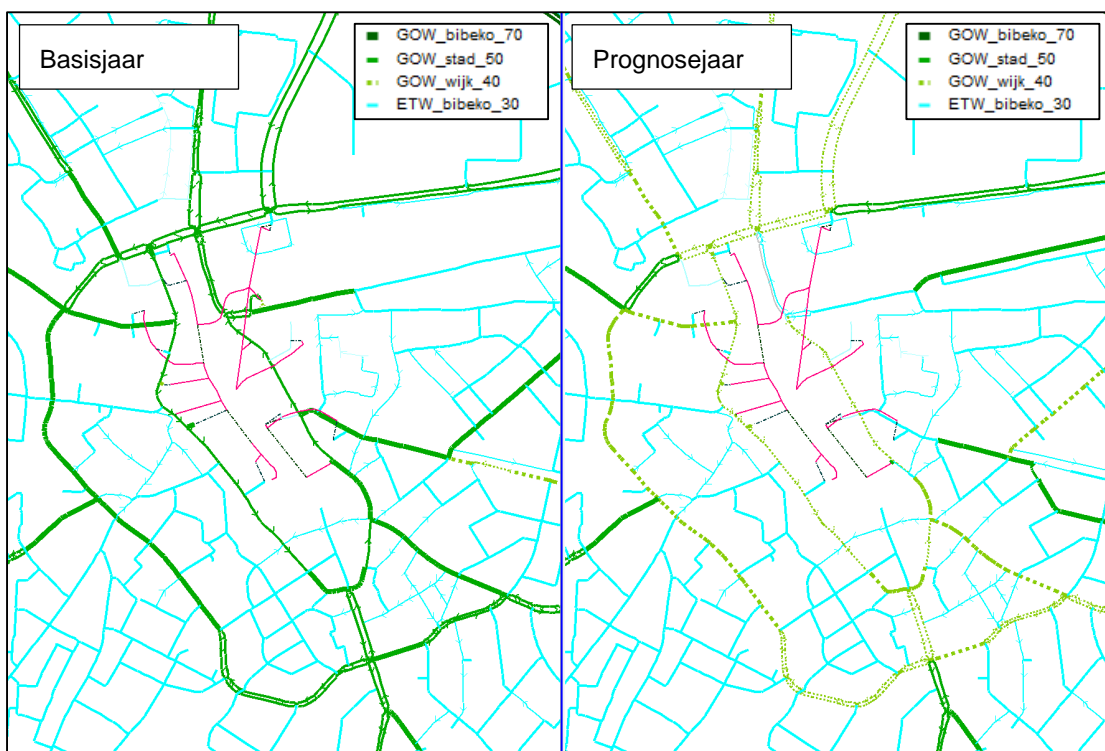 Basisjaar
GOW_bibeko_70
GOW_stad_50
GOW_wijk_40
ETW_bibeko_30
Prognosejaar
GOW_bibeko_70
GOW_stad_50
GOW_wijk_40
ETW_bibeko_30